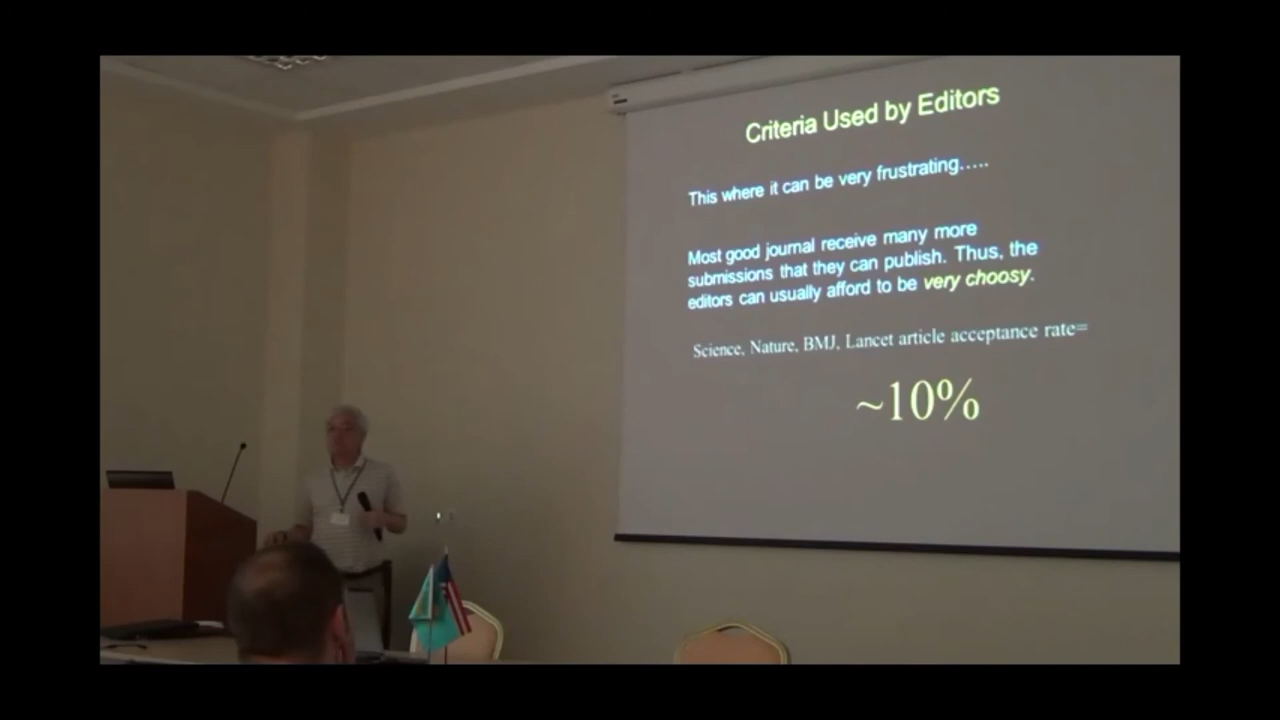 Criteria Used by Editors
This where it can be very frustrating.....
Most good journal receive many more
submissions that they can publish. Thus, the
editors can usually afford to be very choosy.
Science, Nature, BMJ, Lancet article acceptance rate=
~10%